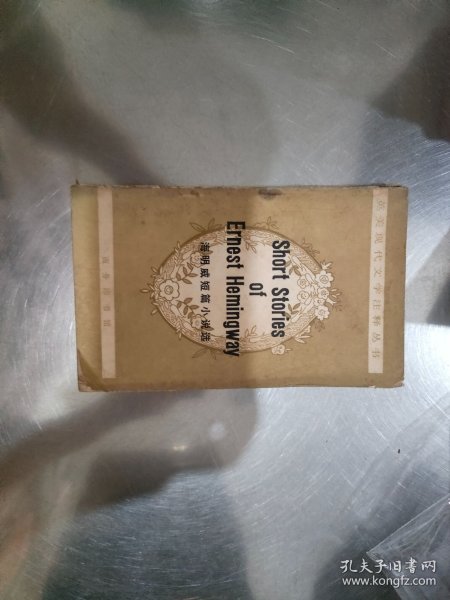 英美现代文学注释丛书
Short Stories
of
Ernest Hemingway
海明威短篇小说选
商务印书馆
孔夫子旧书网
www.kongfz.com